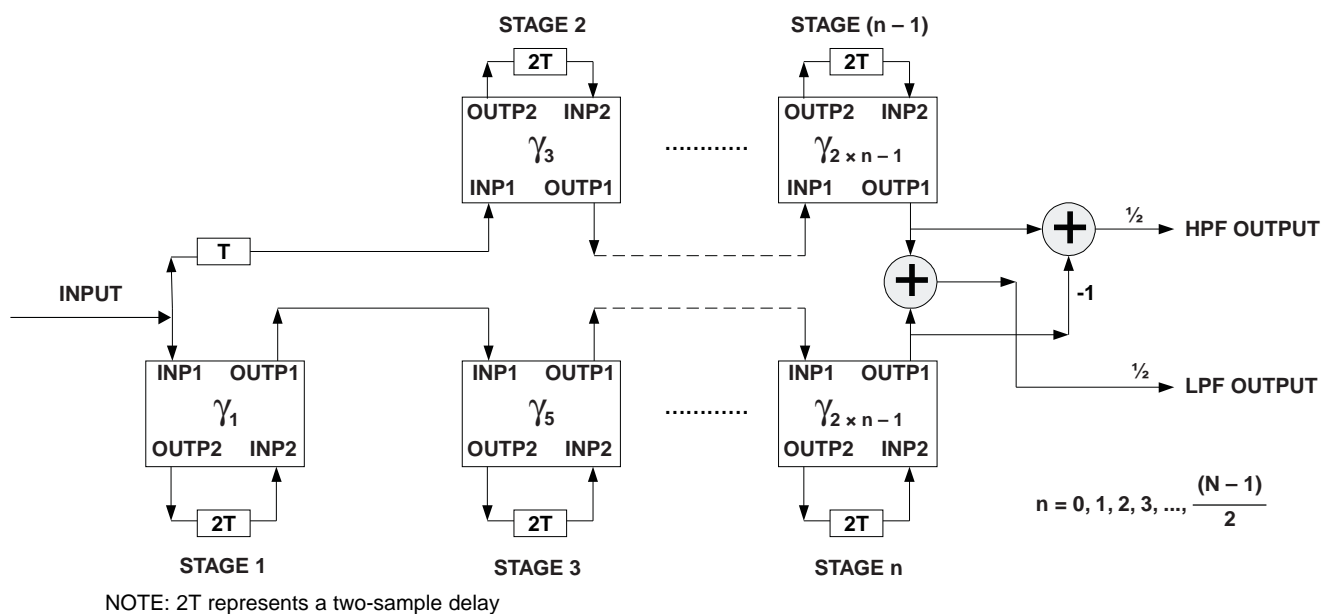 STAGE 2
STAGE (n – 1)
2T
2T
OUTP2 INP2
OUTP2 INP2
γ3
............
γ2 × n – 1
INP1 OUTP1
INP1 OUTP1
T
+
½
HPF OUTPUT
INPUT
+
-1
INP1 OUTP1
INP1 OUTP1
INP1 OUTP1
½
LPF OUTPUT
γ1
γ5
............
γ2 × n–1
OUTP2 INP2
OUTP2 INP2
OUTP2 INP2
n = 0, 1, 2, 3, ..., (N – 1)
2
2T
2T
2T
STAGE 1
STAGE 3
STAGE n
NOTE: 2T represents a two-sample delay